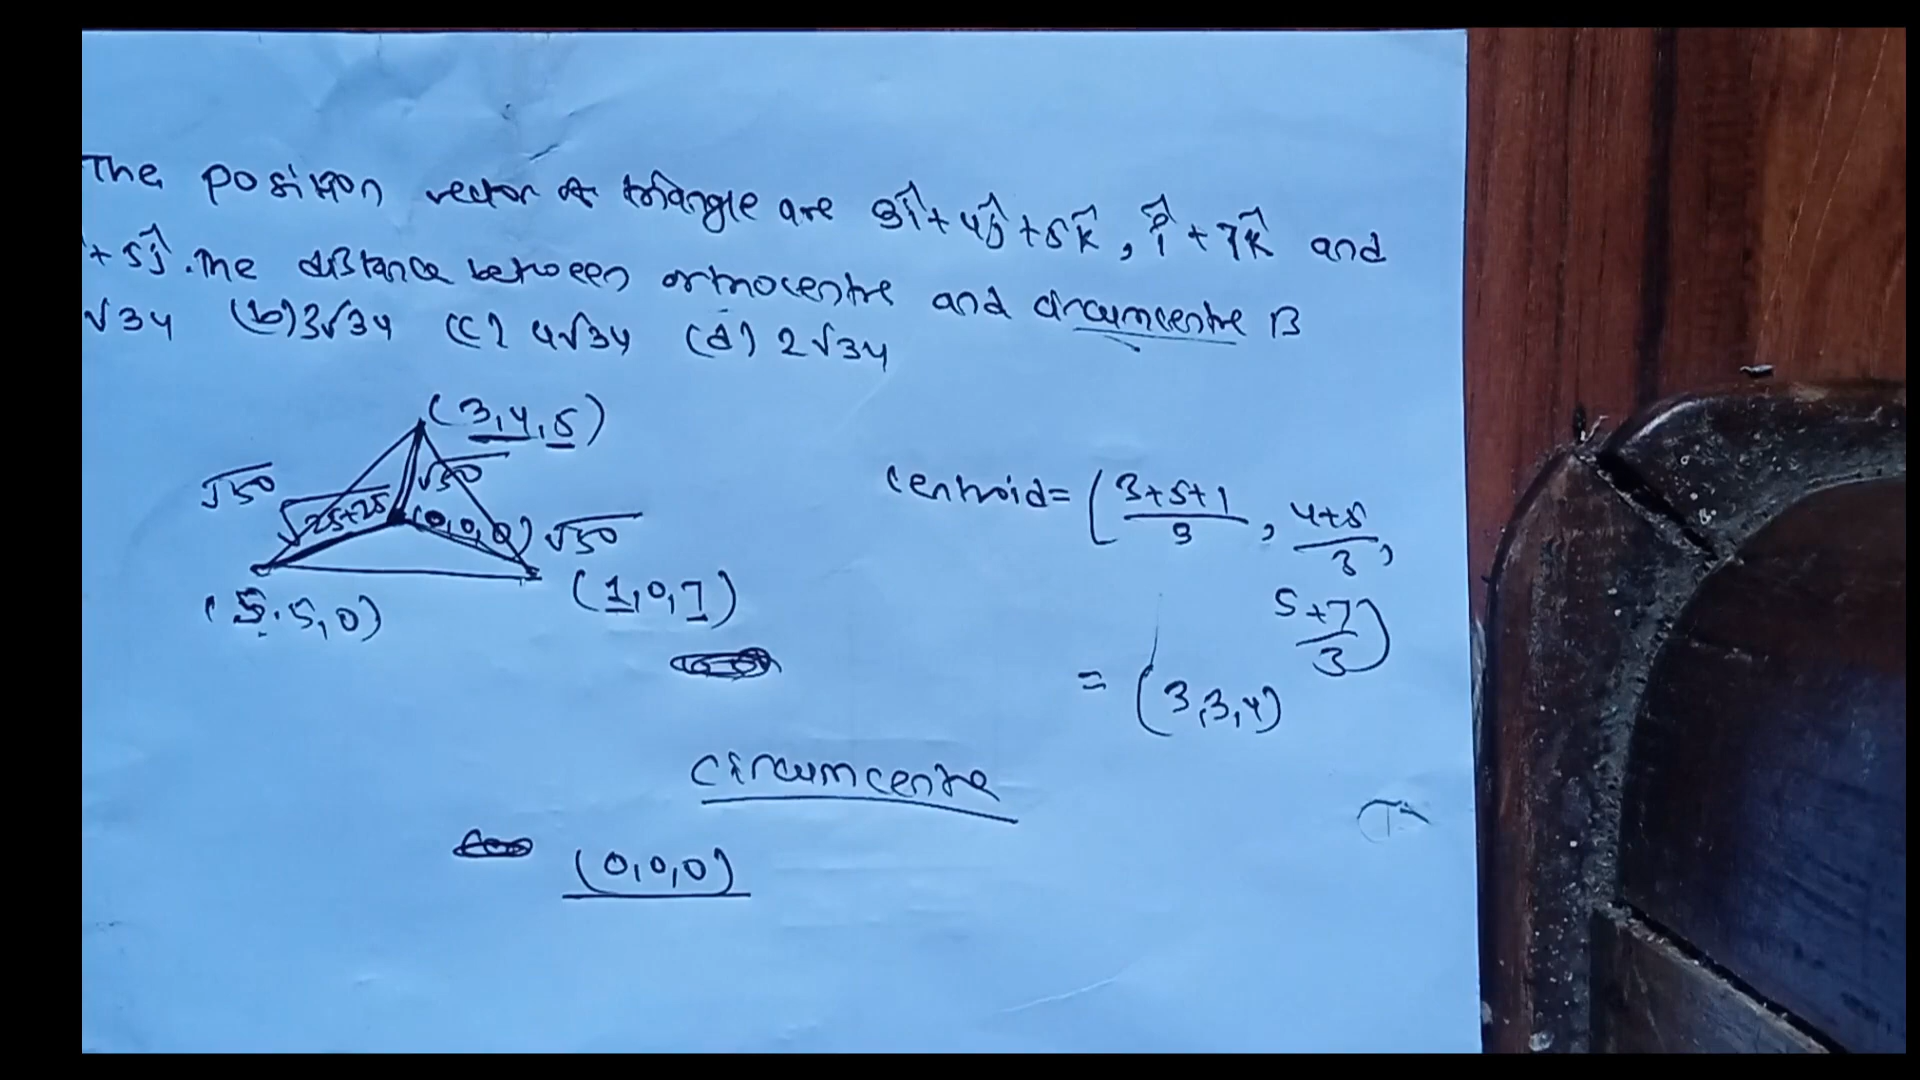 The position vector of triangle are 3î+4ĵ+5k̂, î+7k̂ and
+5ĵ. The distance between orthocentre and circumcentre is
√34 (b) 3√34 (c) 4√34 (d) 2√34
(3,4,5)
√50 √50
√25+25 (0,0,0) √50
(5,5,0) (1,0,7)
centroid = (3+5+1/3, 4+5/3,
5+7/3)
= (3,3,4)
circumcentre
(0,0,0)